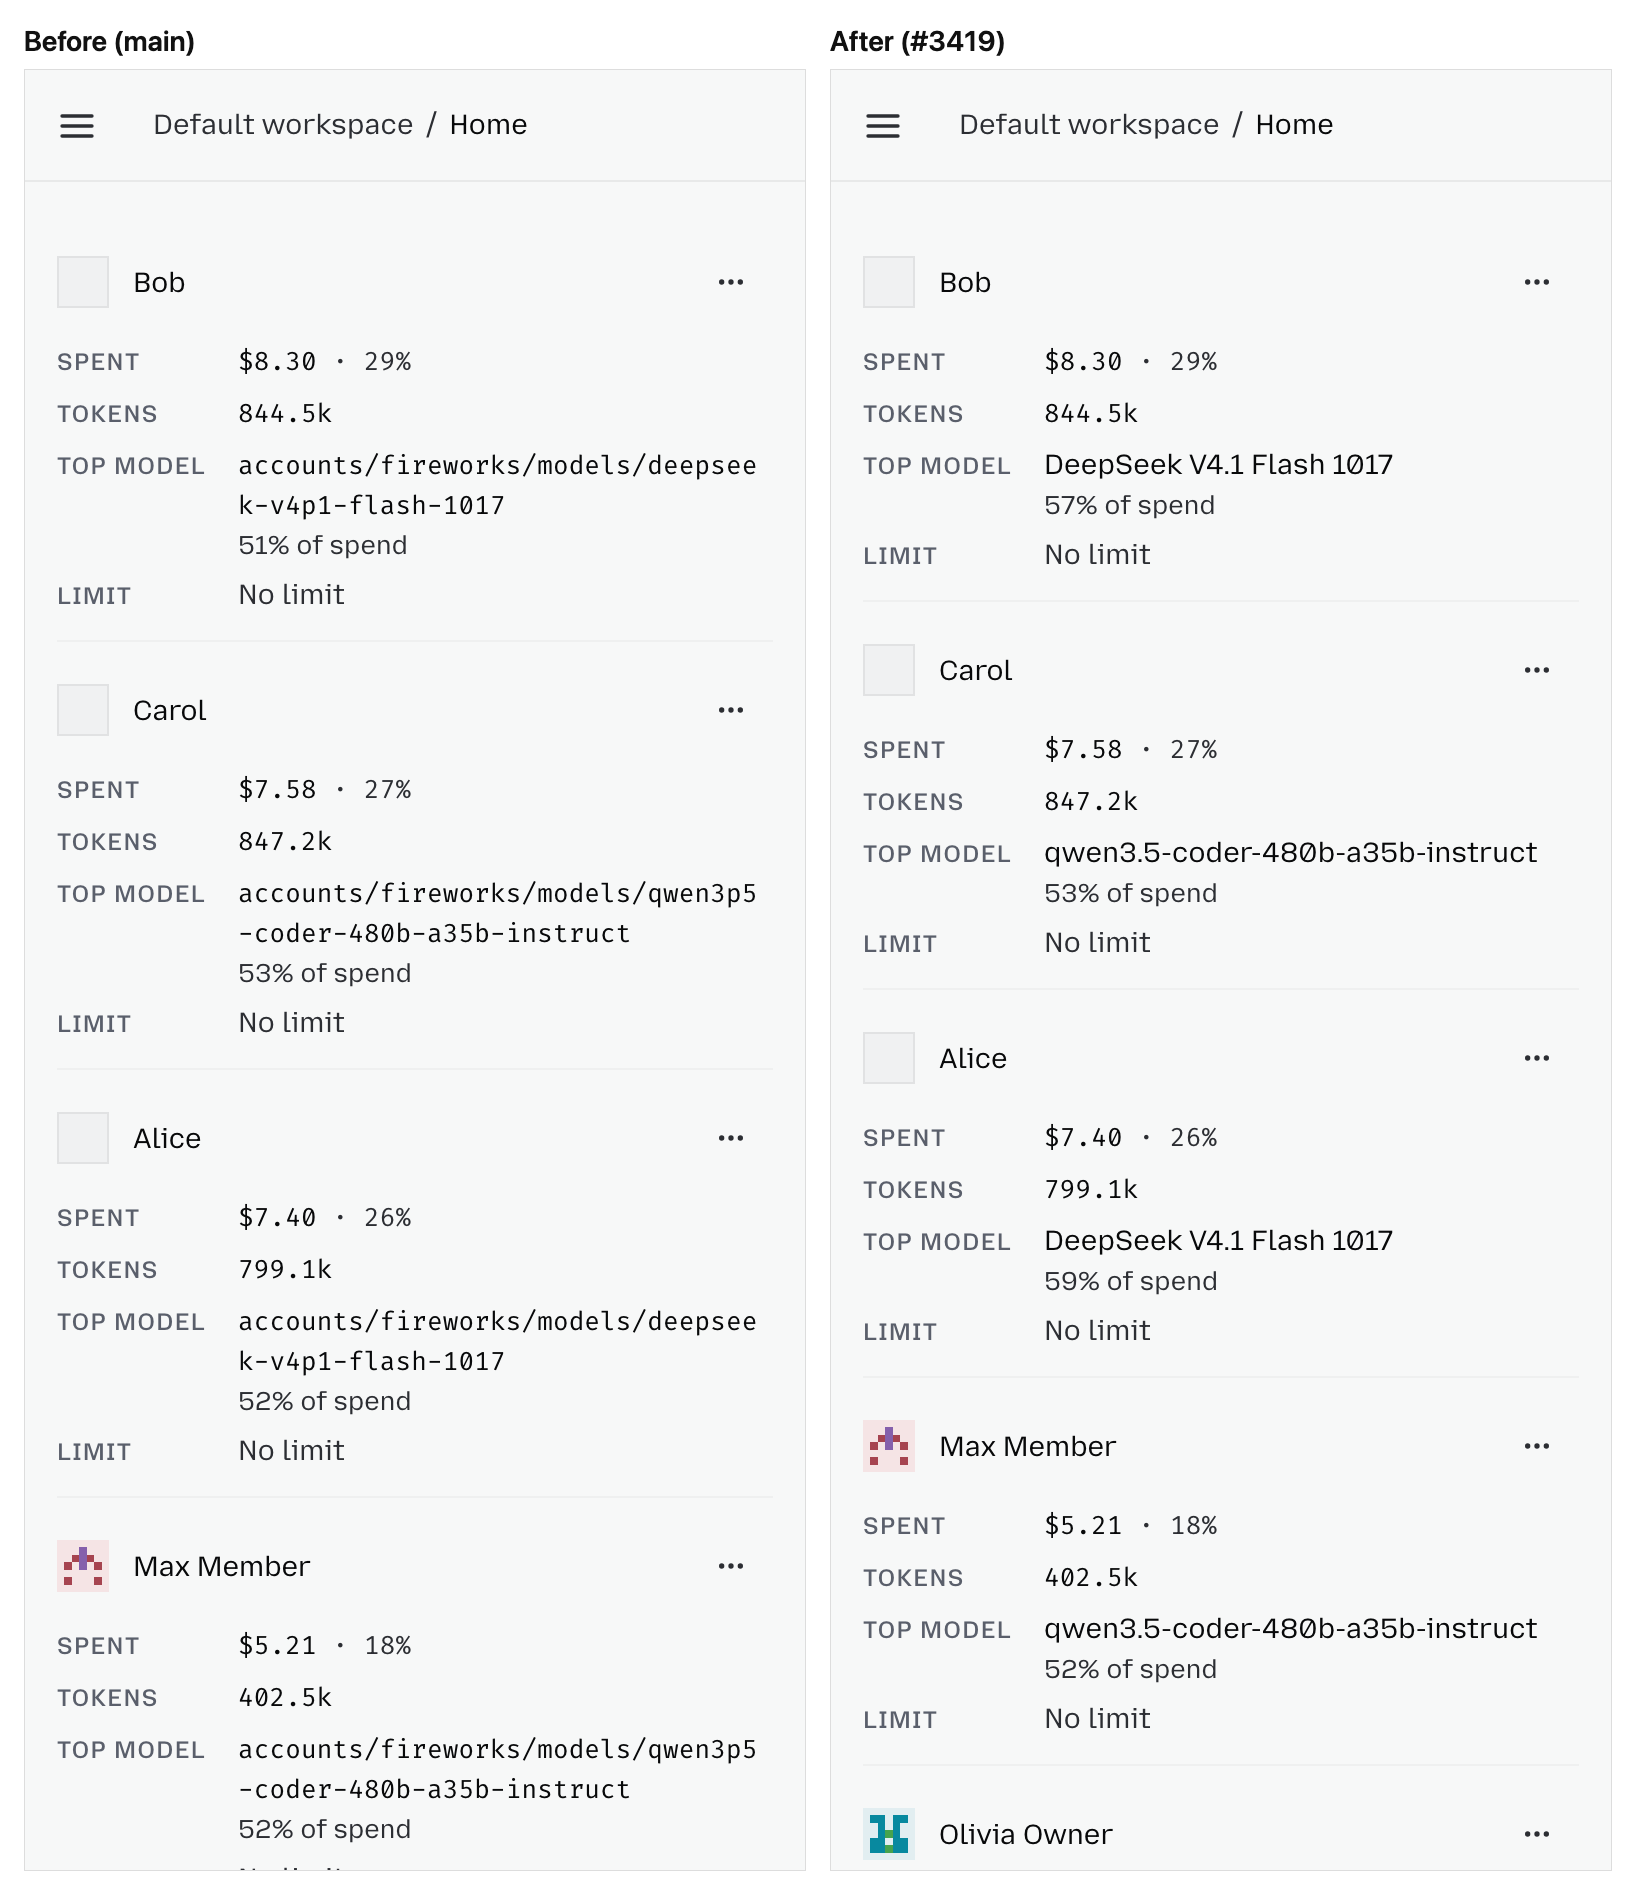 Before (main)
Default workspace / Home
Bob
SPENT $8.30 · 29%
TOKENS 844.5k
TOP MODEL accounts/fireworks/models/deepsee
k-v4p1-flash-1017
51% of spend
LIMIT No limit
Carol
SPENT $7.58 · 27%
TOKENS 847.2k
TOP MODEL accounts/fireworks/models/qwen3p5
-coder-480b-a35b-instruct
53% of spend
LIMIT No limit
Alice
SPENT $7.40 · 26%
TOKENS 799.1k
TOP MODEL accounts/fireworks/models/deepsee
k-v4p1-flash-1017
52% of spend
LIMIT No limit
Max Member
SPENT $5.21 · 18%
TOKENS 402.5k
TOP MODEL accounts/fireworks/models/qwen3p5
-coder-480b-a35b-instruct
52% of spend
After (#3419)
Default workspace / Home
Bob
SPENT $8.30 · 29%
TOKENS 844.5k
TOP MODEL DeepSeek V4.1 Flash 1017
57% of spend
LIMIT No limit
Carol
SPENT $7.58 · 27%
TOKENS 847.2k
TOP MODEL qwen3.5-coder-480b-a35b-instruct
53% of spend
LIMIT No limit
Alice
SPENT $7.40 · 26%
TOKENS 799.1k
TOP MODEL DeepSeek V4.1 Flash 1017
59% of spend
LIMIT No limit
Max Member
SPENT $5.21 · 18%
TOKENS 402.5k
TOP MODEL qwen3.5-coder-480b-a35b-instruct
52% of spend
LIMIT No limit
Olivia Owner